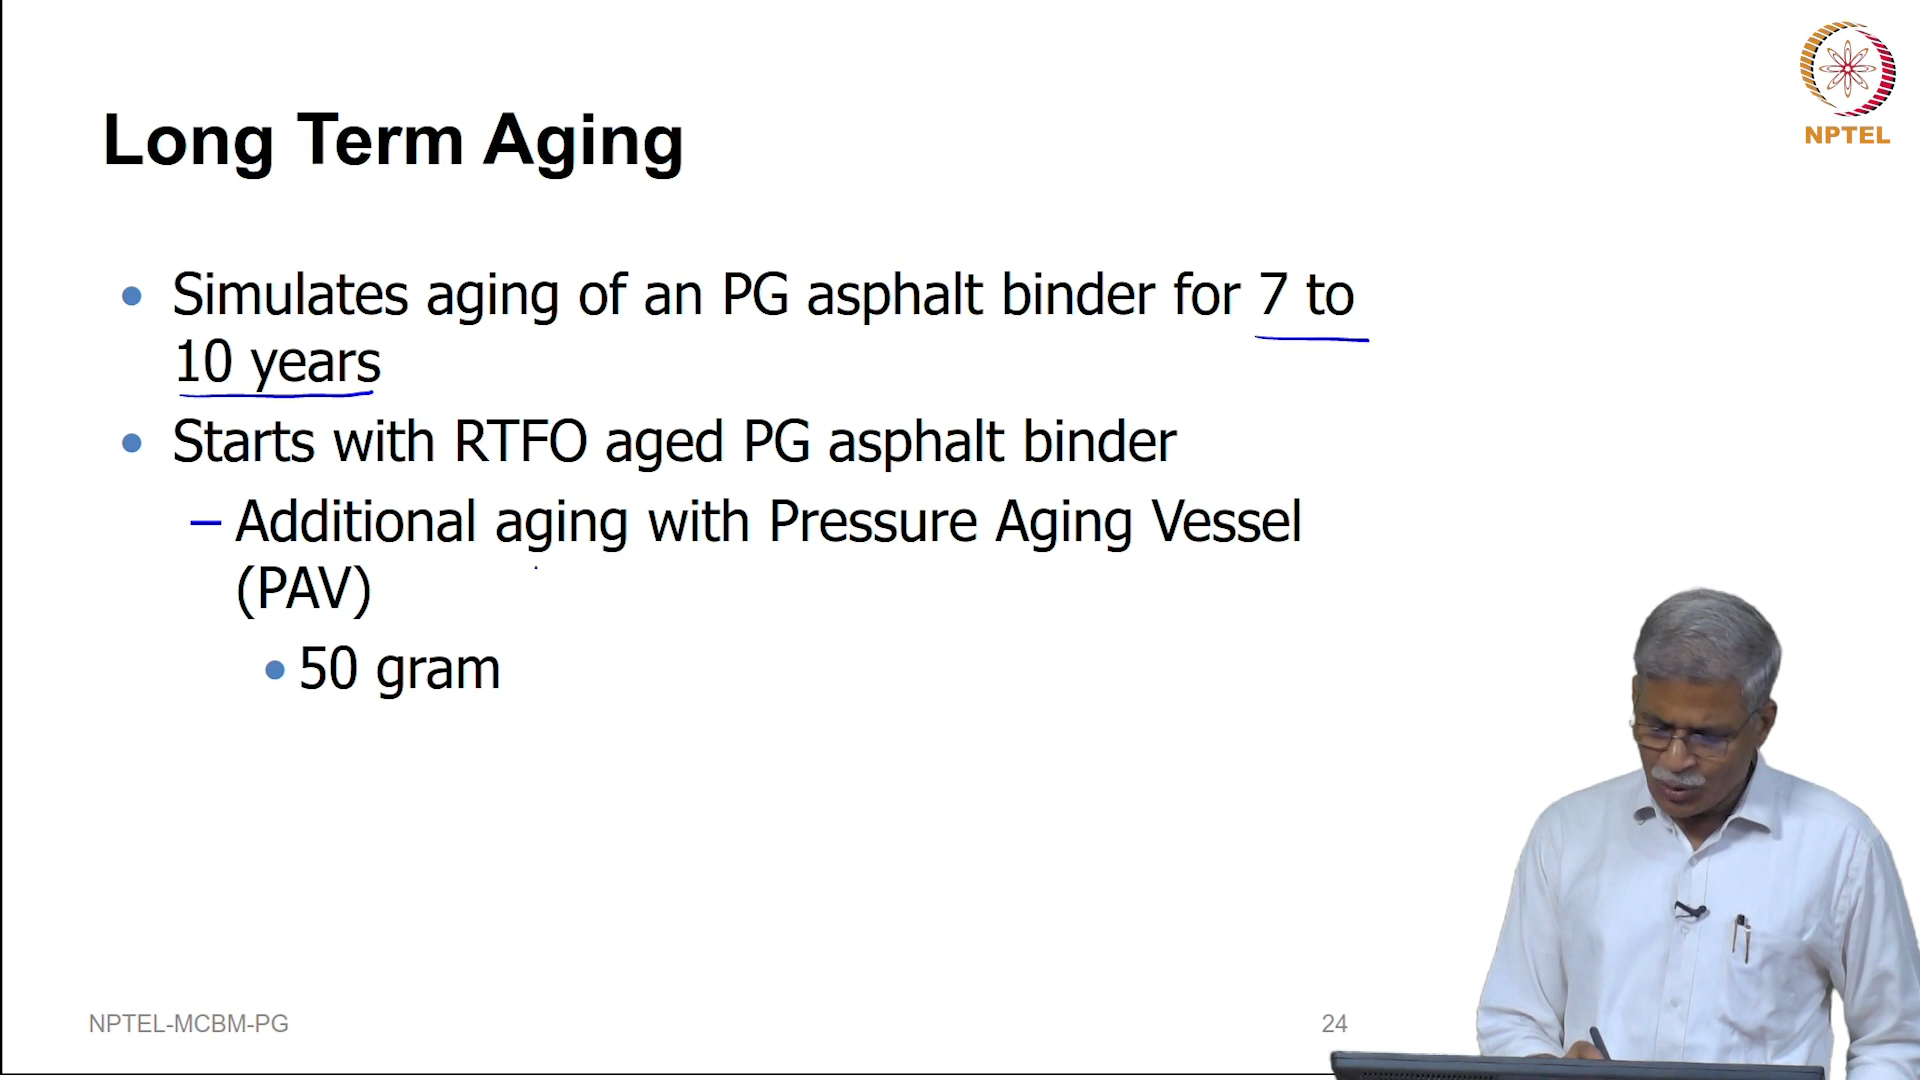 NPTEL
Long Term Aging
• Simulates aging of an PG asphalt binder for 7 to
10 years
• Starts with RTFO aged PG asphalt binder
– Additional aging with Pressure Aging Vessel
(PAV)
• 50 gram
NPTEL-MCBM-PG
24